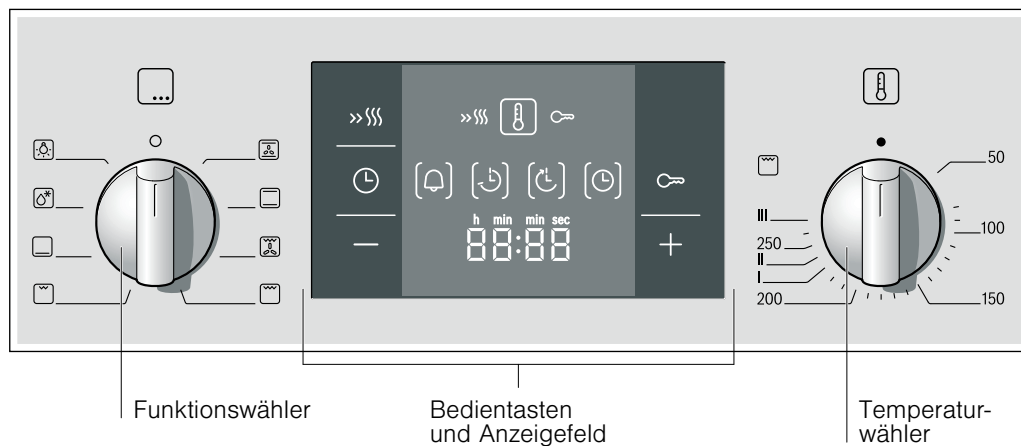 h min min sec
88:88
50
100
150
200
I
II
250
III
Funktionswähler
Bedientasten
und Anzeigefeld
Temperatur-
wähler